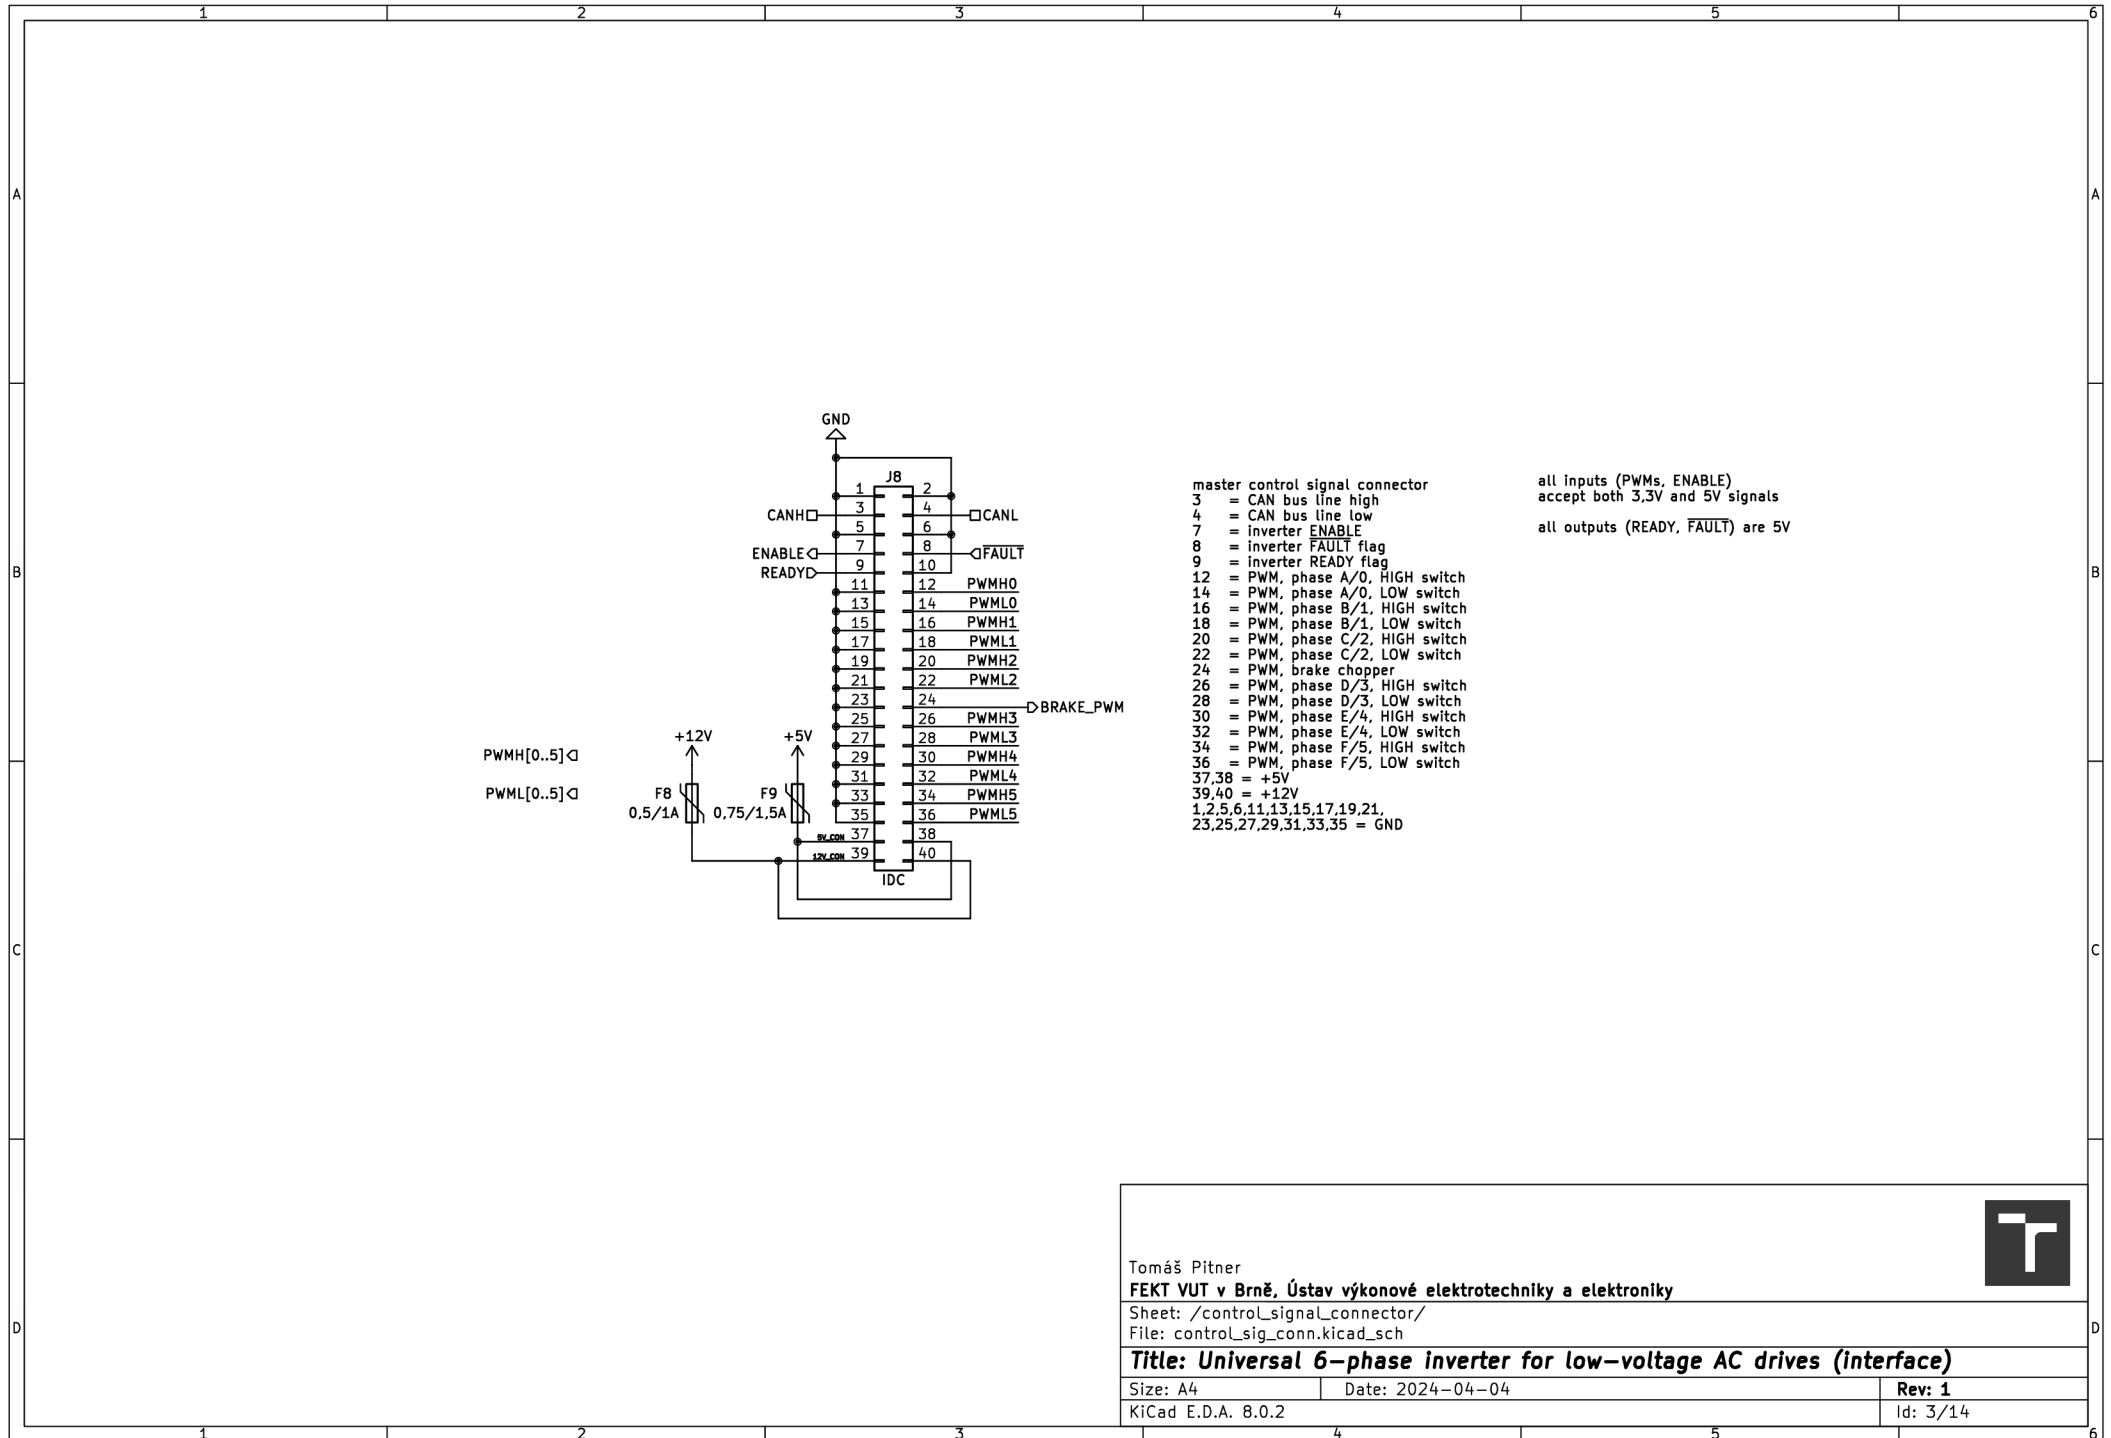 1 2 3 4 5 6
A A
B B
C C
D D
GND
J8
1 2
CANH 3 4 CANL
5 6
ENABLE 7 8 FAULT
READY 9 10
11 12 PWMH0
13 14 PWML0
15 16 PWMH1
17 18 PWML1
19 20 PWMH2
21 22 PWML2
23 24 BRAKE_PWM
25 26 PWMH3
27 28 PWML3
29 30 PWMH4
31 32 PWML4
33 34 PWMH5
35 36 PWML5
5V_CON 37 38
12V_CON 39 40
IDC
PWMH[0..5]
PWML[0..5]
+12V
F8
0,5/1A
+5V
F9
0,75/1,5A
master control signal connector
3 = CAN bus line high
4 = CAN bus line low
7 = inverter ENABLE
8 = inverter FAULT flag
9 = inverter READY flag
12 = PWM, phase A/0, HIGH switch
14 = PWM, phase A/0, LOW switch
16 = PWM, phase B/1, HIGH switch
18 = PWM, phase B/1, LOW switch
20 = PWM, phase C/2, HIGH switch
22 = PWM, phase C/2, LOW switch
24 = PWM, brake chopper
26 = PWM, phase D/3, HIGH switch
28 = PWM, phase D/3, LOW switch
30 = PWM, phase E/4, HIGH switch
32 = PWM, phase E/4, LOW switch
34 = PWM, phase F/5, HIGH switch
36 = PWM, phase F/5, LOW switch
37,38 = +5V
39,40 = +12V
1,2,5,6,11,13,15,17,19,21,
23,25,27,29,31,33,35 = GND
all inputs (PWMs, ENABLE)
accept both 3,3V and 5V signals
all outputs (READY, FAULT) are 5V
Tomáš Pitner
FEKT VUT v Brně, Ústav výkonové elektrotechniky a elektroniky
Sheet: /control_signal_connector/
File: control_sig_conn.kicad_sch
Title: Universal 6-phase inverter for low-voltage AC drives (interface)
Size: A4 Date: 2024-04-04 Rev: 1
KiCad E.D.A. 8.0.2 Id: 3/14
1 2 3 4 5 6